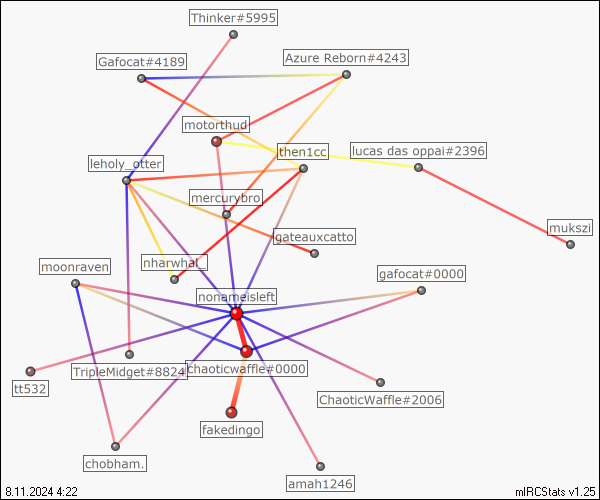 Thinker#5995
Gafocat#4189
Azure Reborn#4243
motorthud
lucas das oppai#2396
then1cc
leholy_otter
mercurybro
mukszi
gateauxcatto
nharwhal_
moonraven
gafocat#0000
nonameisleft
chaoticwaffle#0000
TripleMidget#8824
tt532
ChaoticWaffle#2006
fakedingo
chobham.
amah1246
8.11.2024 4:22
mIRCStats v1.25